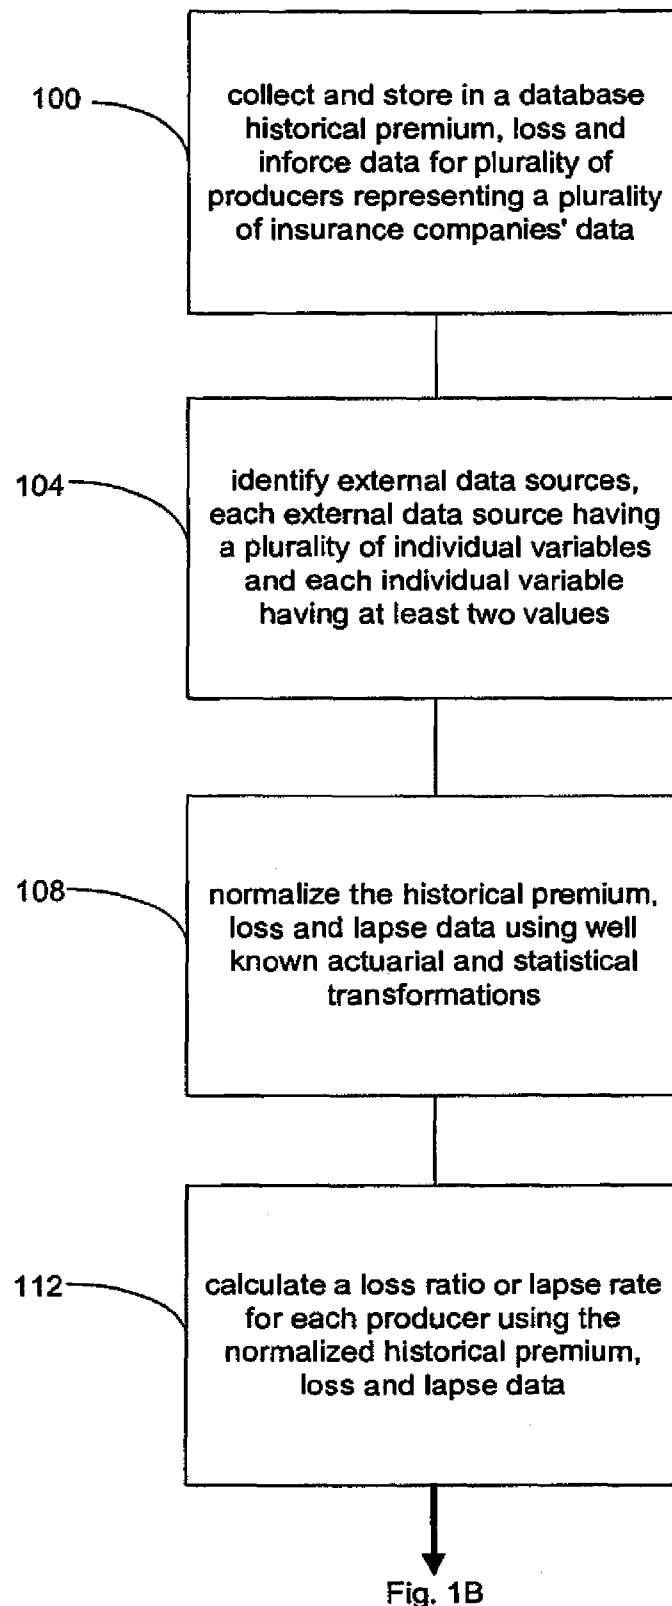 100
collect and store in a database
historical premium, loss and
inforce data for plurality of
producers representing a plurality
of insurance companies' data
104
identify external data sources,
each external data source having
a plurality of individual variables
and each individual variable
having at least two values
108
normalize the historical premium,
loss and lapse data using well
known actuarial and statistical
transformations
112
calculate a loss ratio or lapse rate
for each producer using the
normalized historical premium,
loss and lapse data
Fig. 1B